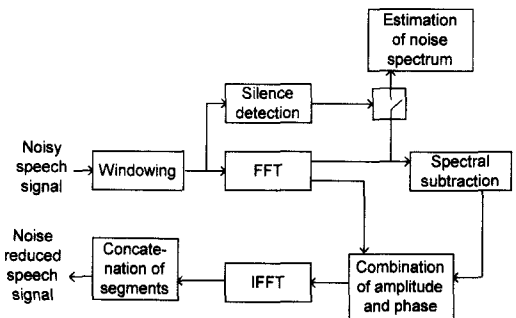 Estimation
of noise
spectrum
Silence
detection
Noisy
speech
signal
Windowing
FFT
Spectral
subtraction
Noise
reduced
speech
signal
Concate-
nation of
segments
IFFT
Combination
of amplitude
and phase